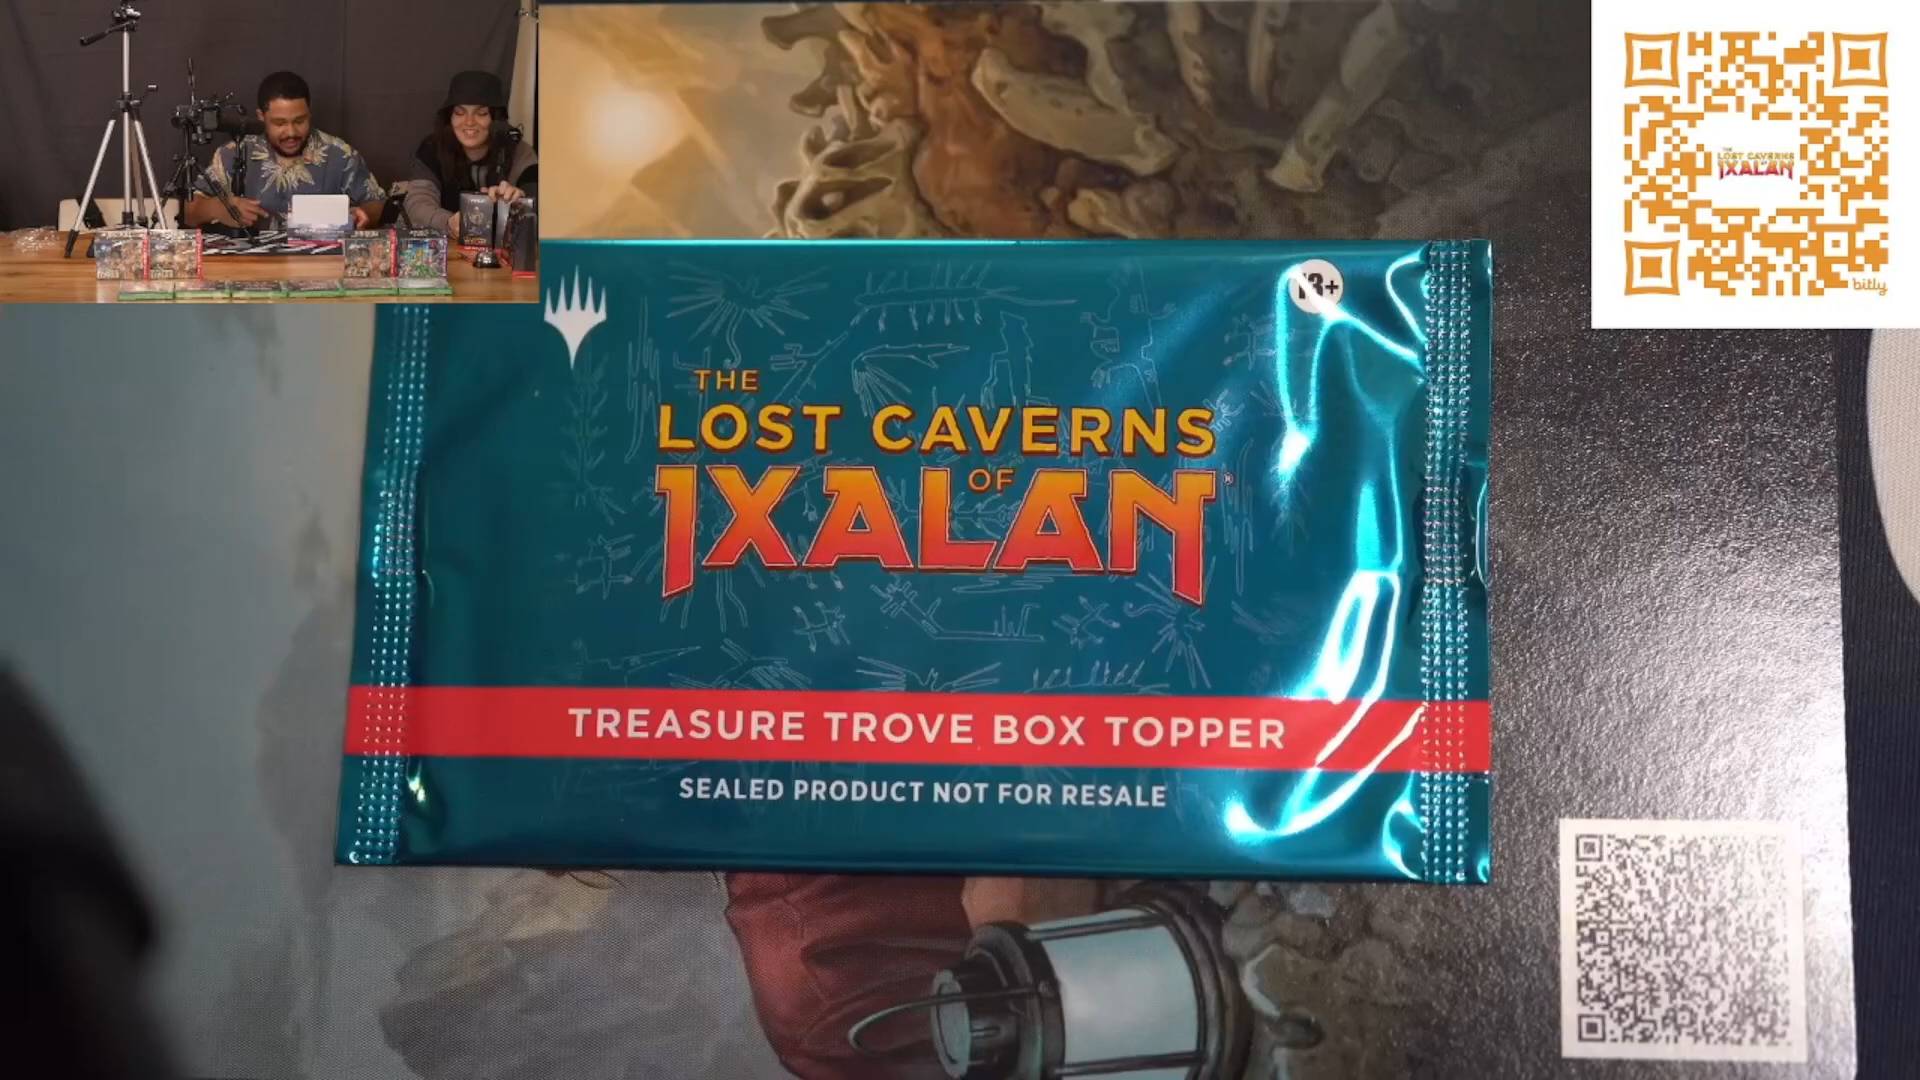 13+
THE
LOST CAVERNS
OF
IXALAN®
TREASURE TROVE BOX TOPPER
SEALED PRODUCT NOT FOR RESALE
THE
LOST CAVERNS
OF
IXALAN
bitly